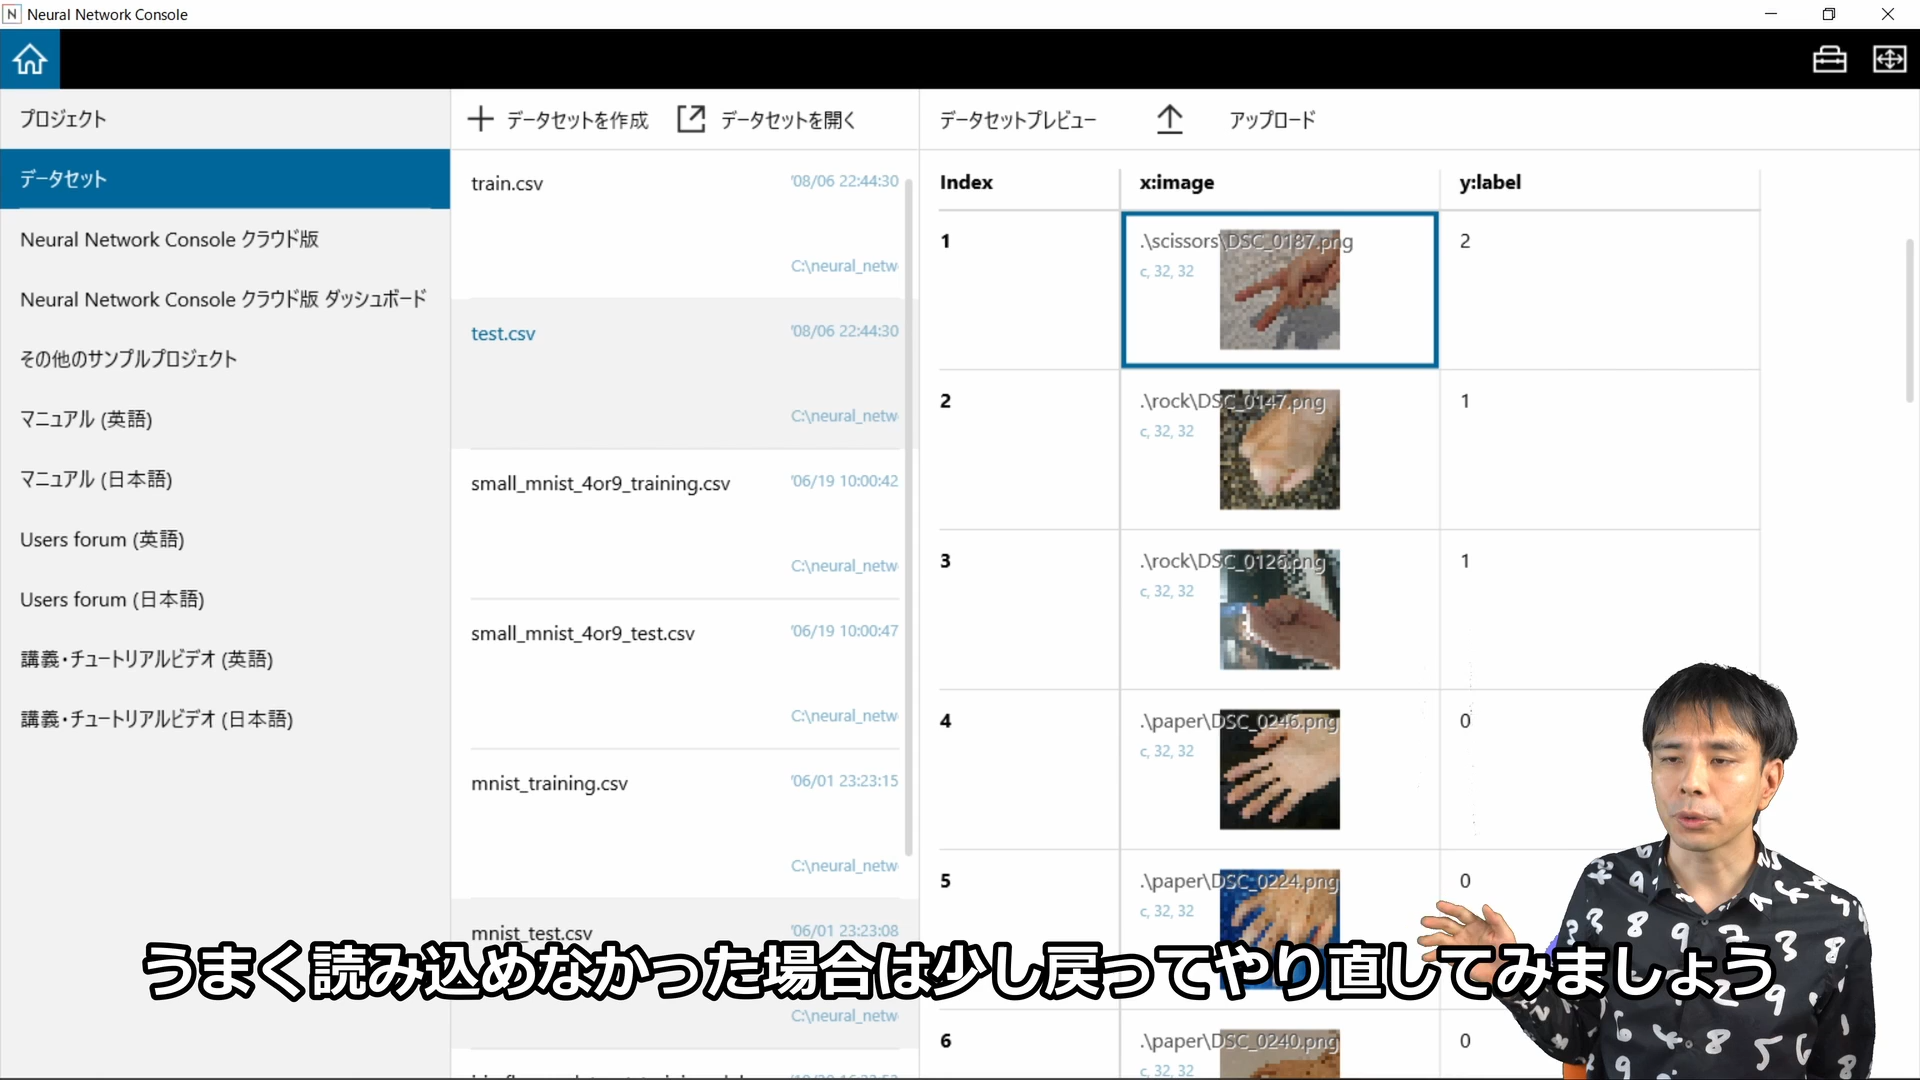 Neural Network Console
プロジェクト
データセット
Neural Network Console クラウド版
Neural Network Console クラウド版 ダッシュボード
その他のサンプルプロジェクト
マニュアル (英語)
マニュアル (日本語)
Users forum (英語)
Users forum (日本語)
講義・チュートリアルビデオ (英語)
講義・チュートリアルビデオ (日本語)
データセットを作成 データセットを開く
train.csv '08/06 22:44:30
C:\neural_netw
test.csv '08/06 22:44:30
C:\neural_netw
small_mnist_4or9_training.csv '06/19 10:00:42
C:\neural_netw
small_mnist_4or9_test.csv '06/19 10:00:47
C:\neural_netw
mnist_training.csv '06/01 23:23:15
C:\neural_netw
mnist_test.csv '06/01 23:23:08
C:\neural_netw
データセットプレビュー アップロード
Index x:image y:label
1 .\scissors\DSC_0187.png 2
c, 32, 32
2 .\rock\DSC_0147.png 1
c, 32, 32
3 .\rock\DSC_0126.png 1
c, 32, 32
4 .\paper\DSC_0246.png 0
c, 32, 32
5 .\paper\DSC_0224.png 0
c, 32, 32
6 .\paper\DSC_0240.png 0
c, 32, 32
うまく読み込めなかった場合は少し戻ってやり直してみましょう